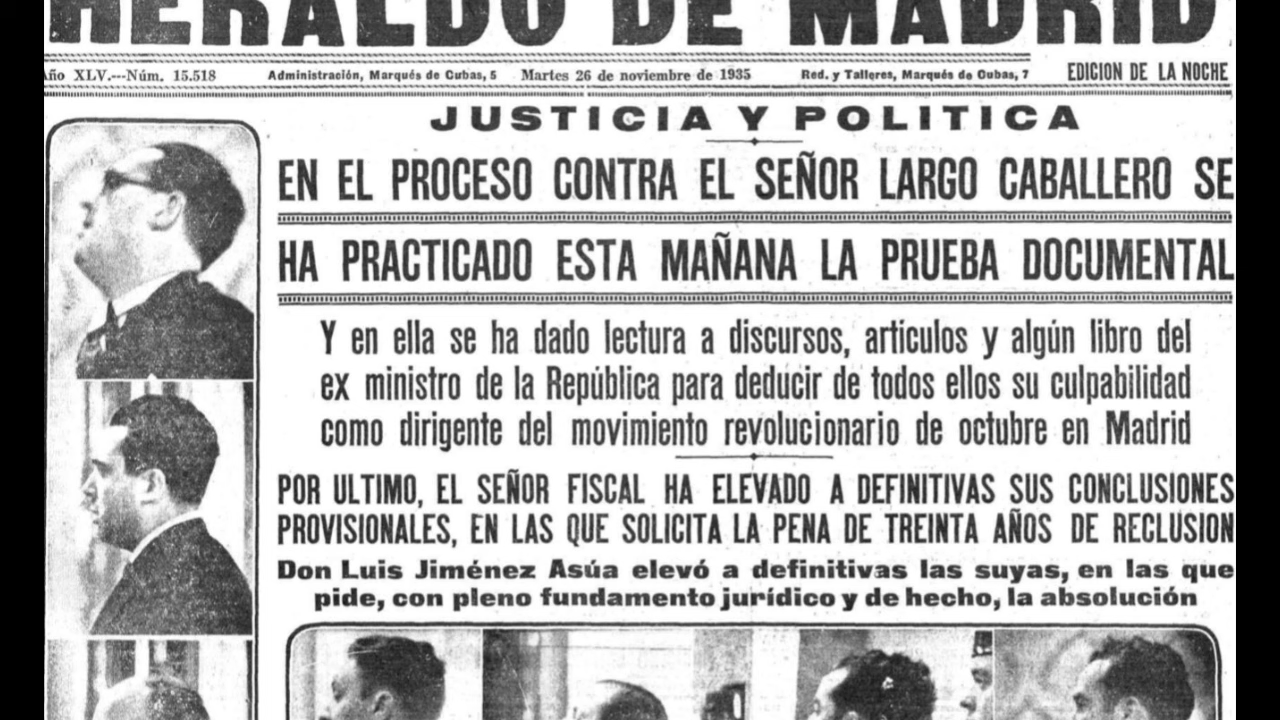 HERALDO DE MADRID
Año XLV.---Núm. 15.518 Administración, Marqués de Cubas, 5 Martes 26 de noviembre de 1935 Red. y Talleres, Marqués de Cubas, 7 EDICION DE LA NOCHE
JUSTICIA Y POLITICA
EN EL PROCESO CONTRA EL SEÑOR LARGO CABALLERO SE
HA PRACTICADO ESTA MAÑANA LA PRUEBA DOCUMENTAL
Y en ella se ha dado lectura a discursos, artículos y algún libro del
ex ministro de la República para deducir de todos ellos su culpabilidad
como dirigente del movimiento revolucionario de octubre en Madrid
POR ULTIMO, EL SEÑOR FISCAL HA ELEVADO A DEFINITIVAS SUS CONCLUSIONES
PROVISIONALES, EN LAS QUE SOLICITA LA PENA DE TREINTA AÑOS DE RECLUSION
Don Luis Jiménez Asúa elevó a definitivas las suyas, en las que
pide, con pleno fundamento jurídico y de hecho, la absolución